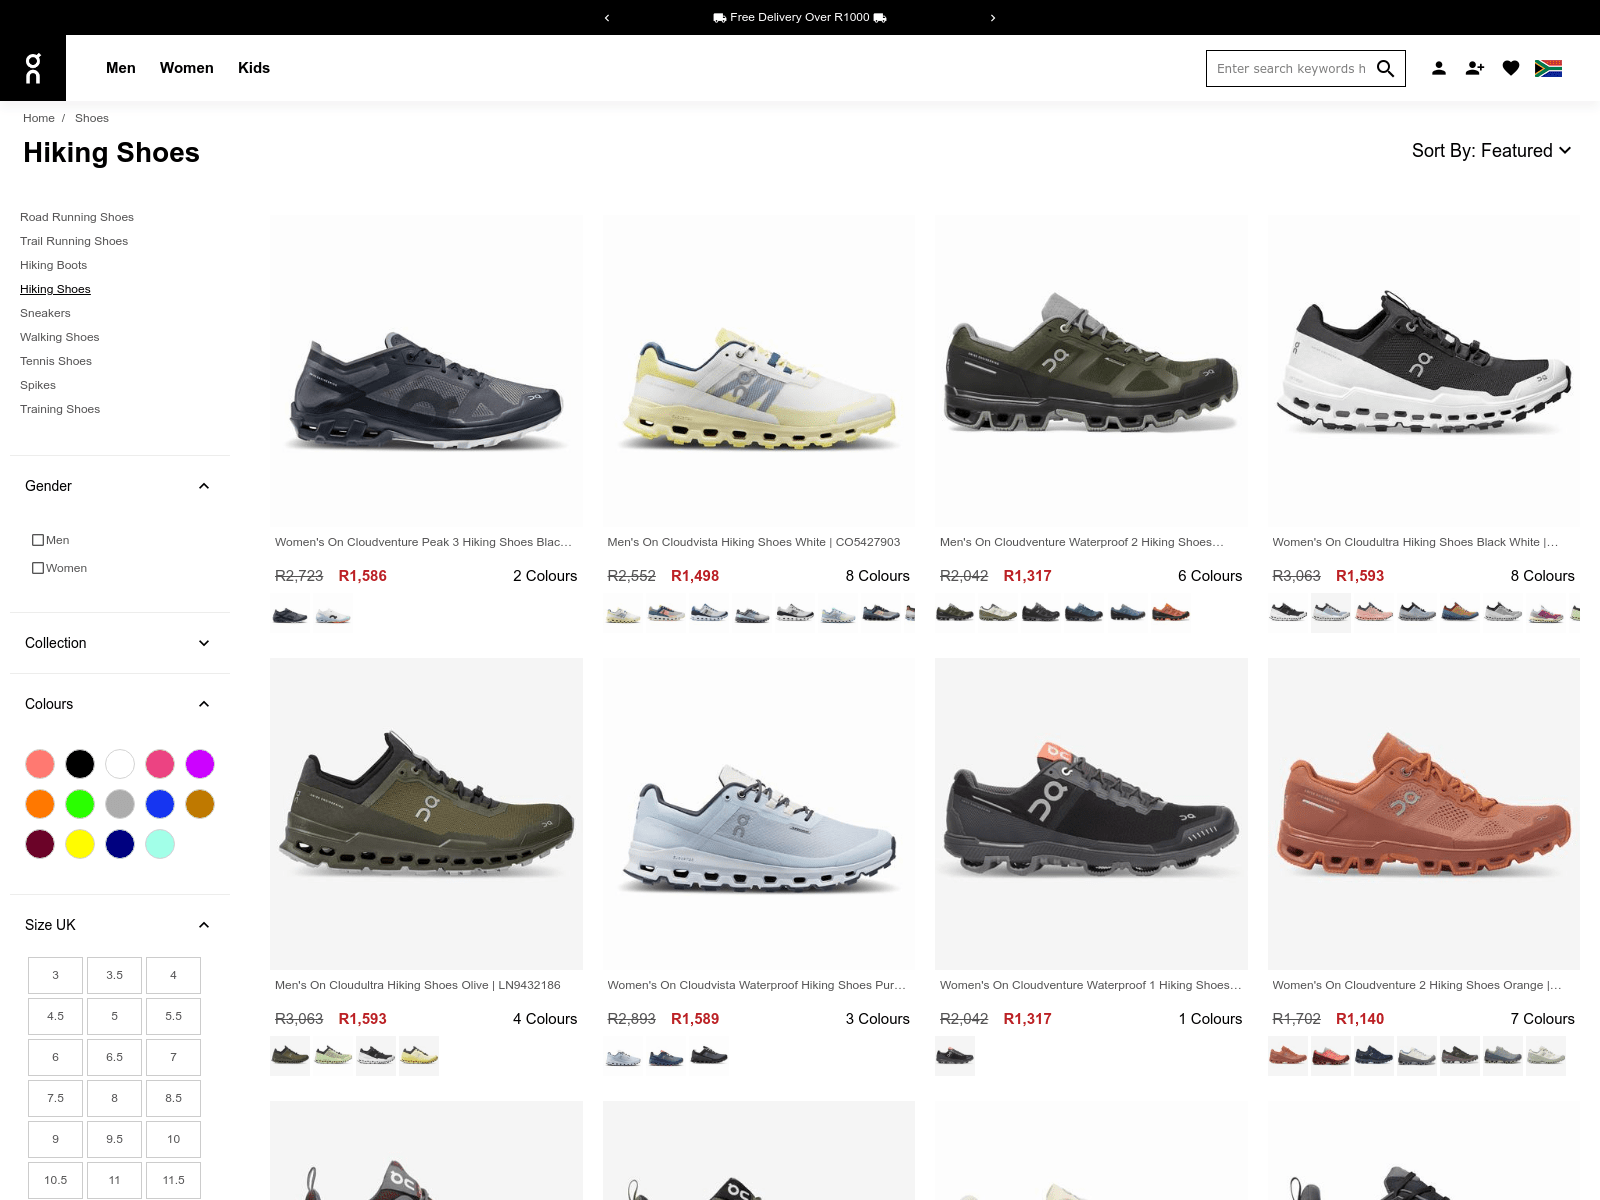 Free Delivery Over R1000
Men
Women
Kids
Enter search keywords h
Home / Shoes
Hiking Shoes
Sort By: Featured
Road Running Shoes
Trail Running Shoes
Hiking Boots
Hiking Shoes
Sneakers
Walking Shoes
Tennis Shoes
Spikes
Training Shoes
Gender
Men
Women
Collection
Colours
Size UK
3 3.5 4
4.5 5 5.5
6 6.5 7
7.5 8 8.5
9 9.5 10
10.5 11 11.5
Women's On Cloudventure Peak 3 Hiking Shoes Blac...
R2,723 R1,586 2 Colours
Men's On Cloudvista Hiking Shoes White | CO5427903
R2,552 R1,498 8 Colours
Men's On Cloudventure Waterproof 2 Hiking Shoes...
R2,042 R1,317 6 Colours
Women's On Cloudultra Hiking Shoes Black White |...
R3,063 R1,593 8 Colours
Men's On Cloudultra Hiking Shoes Olive | LN9432186
R3,063 R1,593 4 Colours
Women's On Cloudvista Waterproof Hiking Shoes Pur...
R2,893 R1,589 3 Colours
Women's On Cloudventure Waterproof 1 Hiking Shoes...
R2,042 R1,317 1 Colours
Women's On Cloudventure 2 Hiking Shoes Orange |...
R1,702 R1,140 7 Colours